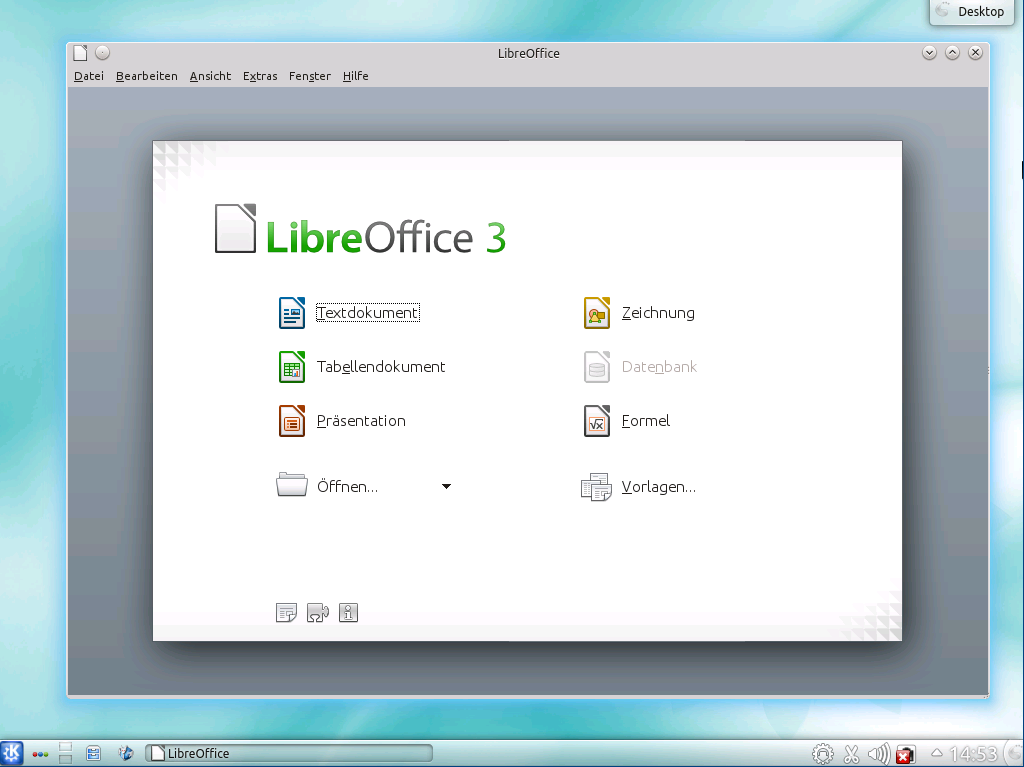 Desktop
LibreOffice
Datei Bearbeiten Ansicht Extras Fenster Hilfe
LibreOffice 3
Textdokument Zeichnung
Tabellendokument Datenbank
Präsentation Formel
Öffnen... Vorlagen...
LibreOffice 14:53